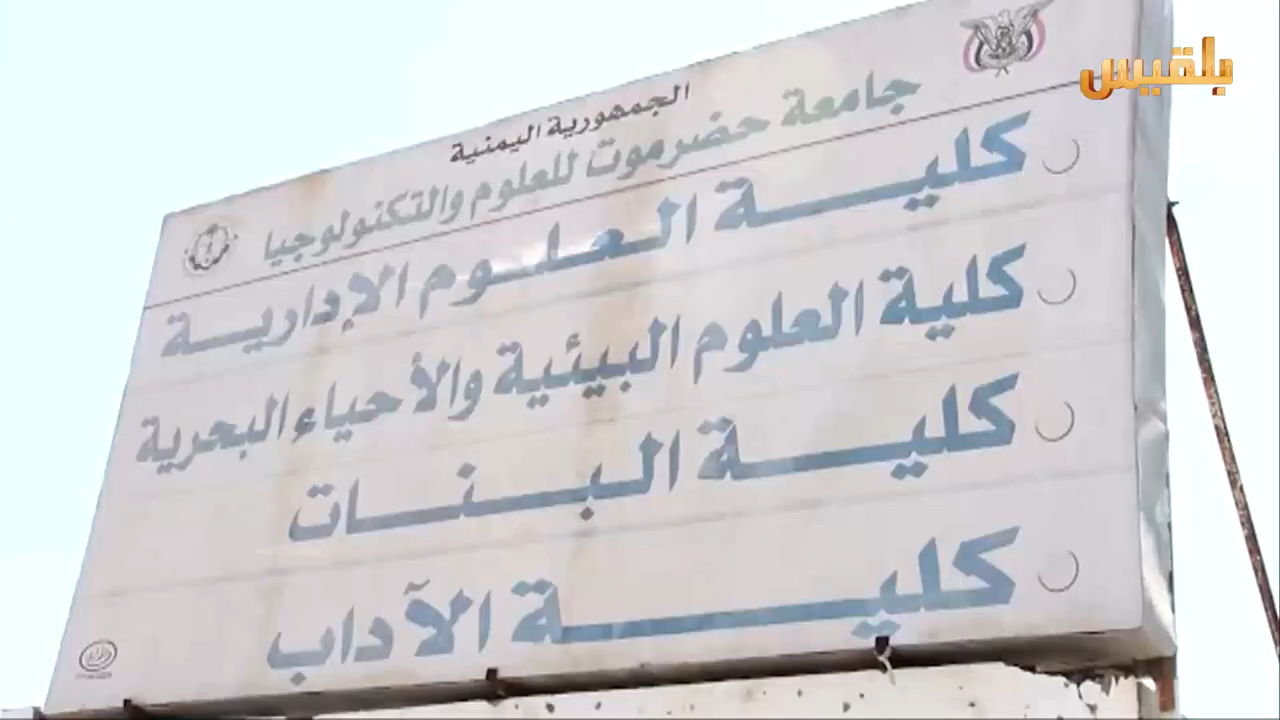 بلقيس
الجمهورية اليمنية
جامعة حضرموت للعلوم والتكنولوجيا
كلية العلوم الإدارية
كلية العلوم البيئية والأحياء البحرية
كلية البنات
كلية الآداب